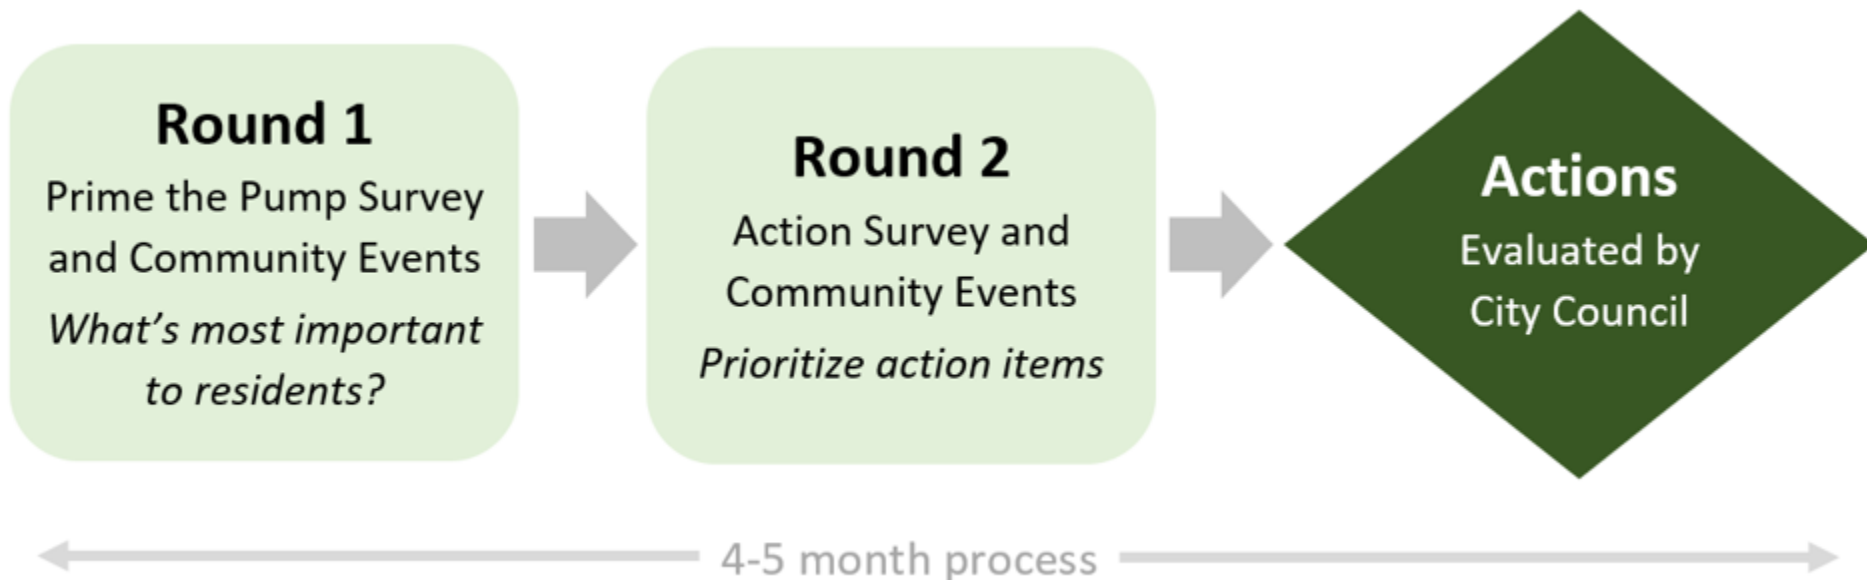 Round 1
Prime the Pump Survey
and Community Events
What’s most important
to residents?
Round 2
Action Survey and
Community Events
Prioritize action items
Actions
Evaluated by
City Council
4-5 month process